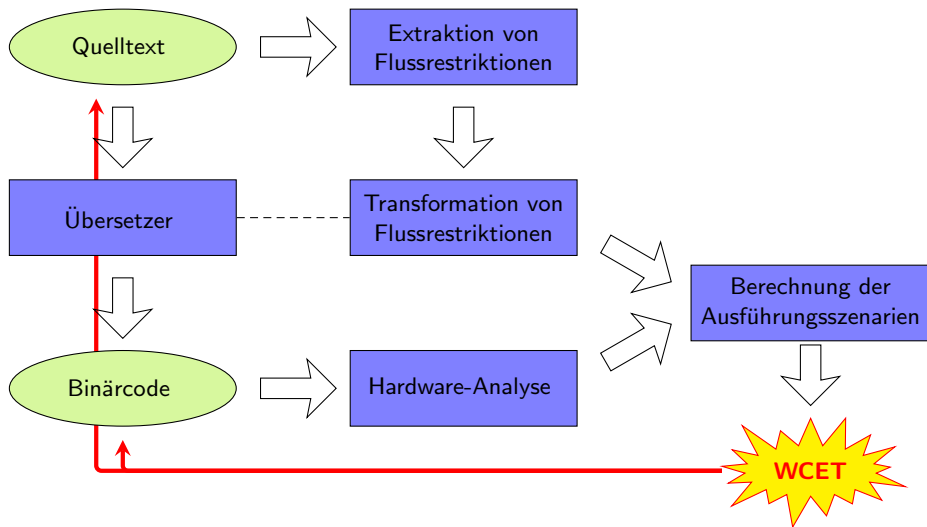 Quelltext
Extraktion von
Flussrestriktionen
Übersetzer
Transformation von
Flussrestriktionen
Berechnung der
Ausführungsszenarien
Binärcode
Hardware-Analyse
WCET